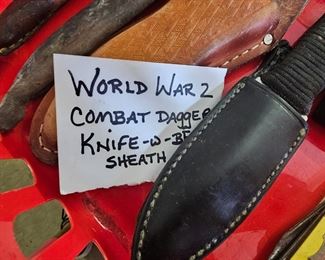 WORLD WAR 2
COMBAT DAGGER
KNIFE-W-
SHEATH